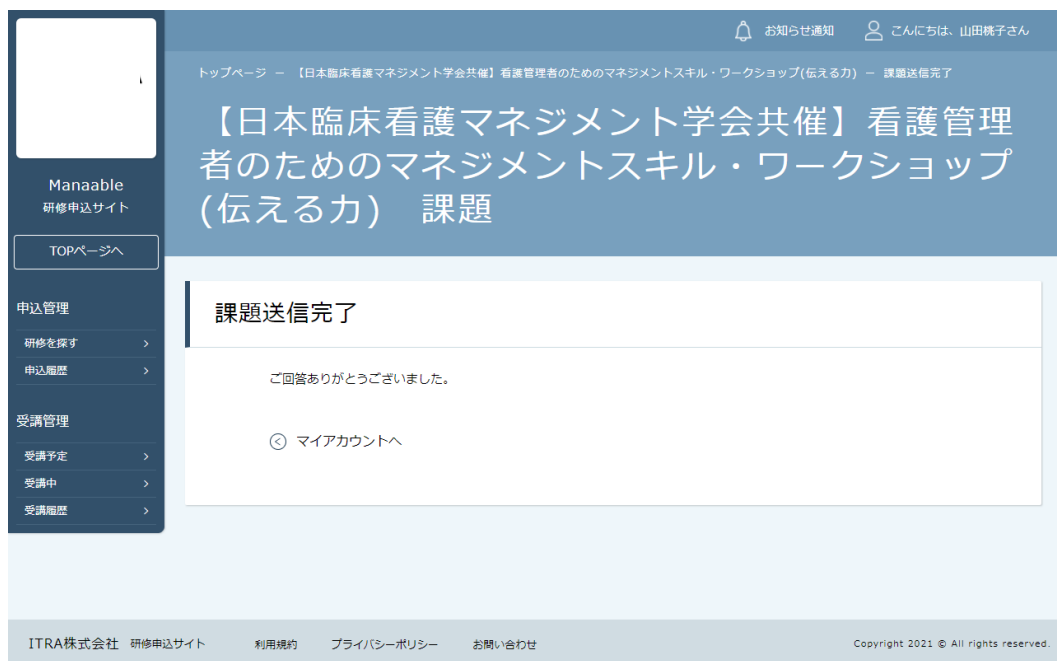 お知らせ通知
こんにちは、山田桃子さん
トップページ － 【日本臨床看護マネジメント学会共催】看護管理者のためのマネジメントスキル・ワークショップ(伝える力) － 課題送信完了
【日本臨床看護マネジメント学会共催】看護管理
者のためのマネジメントスキル・ワークショップ
(伝える力)　課題
Manaable
研修申込サイト
TOPページへ
申込管理
研修を探す
申込履歴
受講管理
受講予定
受講中
受講履歴
課題送信完了
ご回答ありがとうございました。
マイアカウントへ
ITRA株式会社 研修申込サイト
利用規約
プライバシーポリシー
お問い合わせ
Copyright 2021 © All rights reserved.